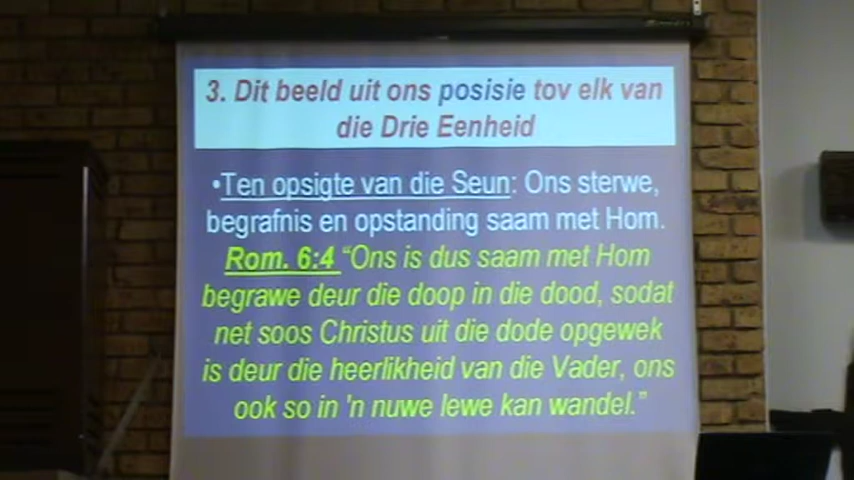 3. Dit beeld uit ons posisie tov elk van
die Drie Eenheid
•Ten opsigte van die Seun: Ons sterwe,
begrafnis en opstanding saam met Hom.
Rom. 6:4 “Ons is dus saam met Hom
begrawe deur die doop in die dood, sodat
net soos Christus uit die dode opgewek
is deur die heerlikheid van die Vader, ons
ook so in 'n nuwe lewe kan wandel.”